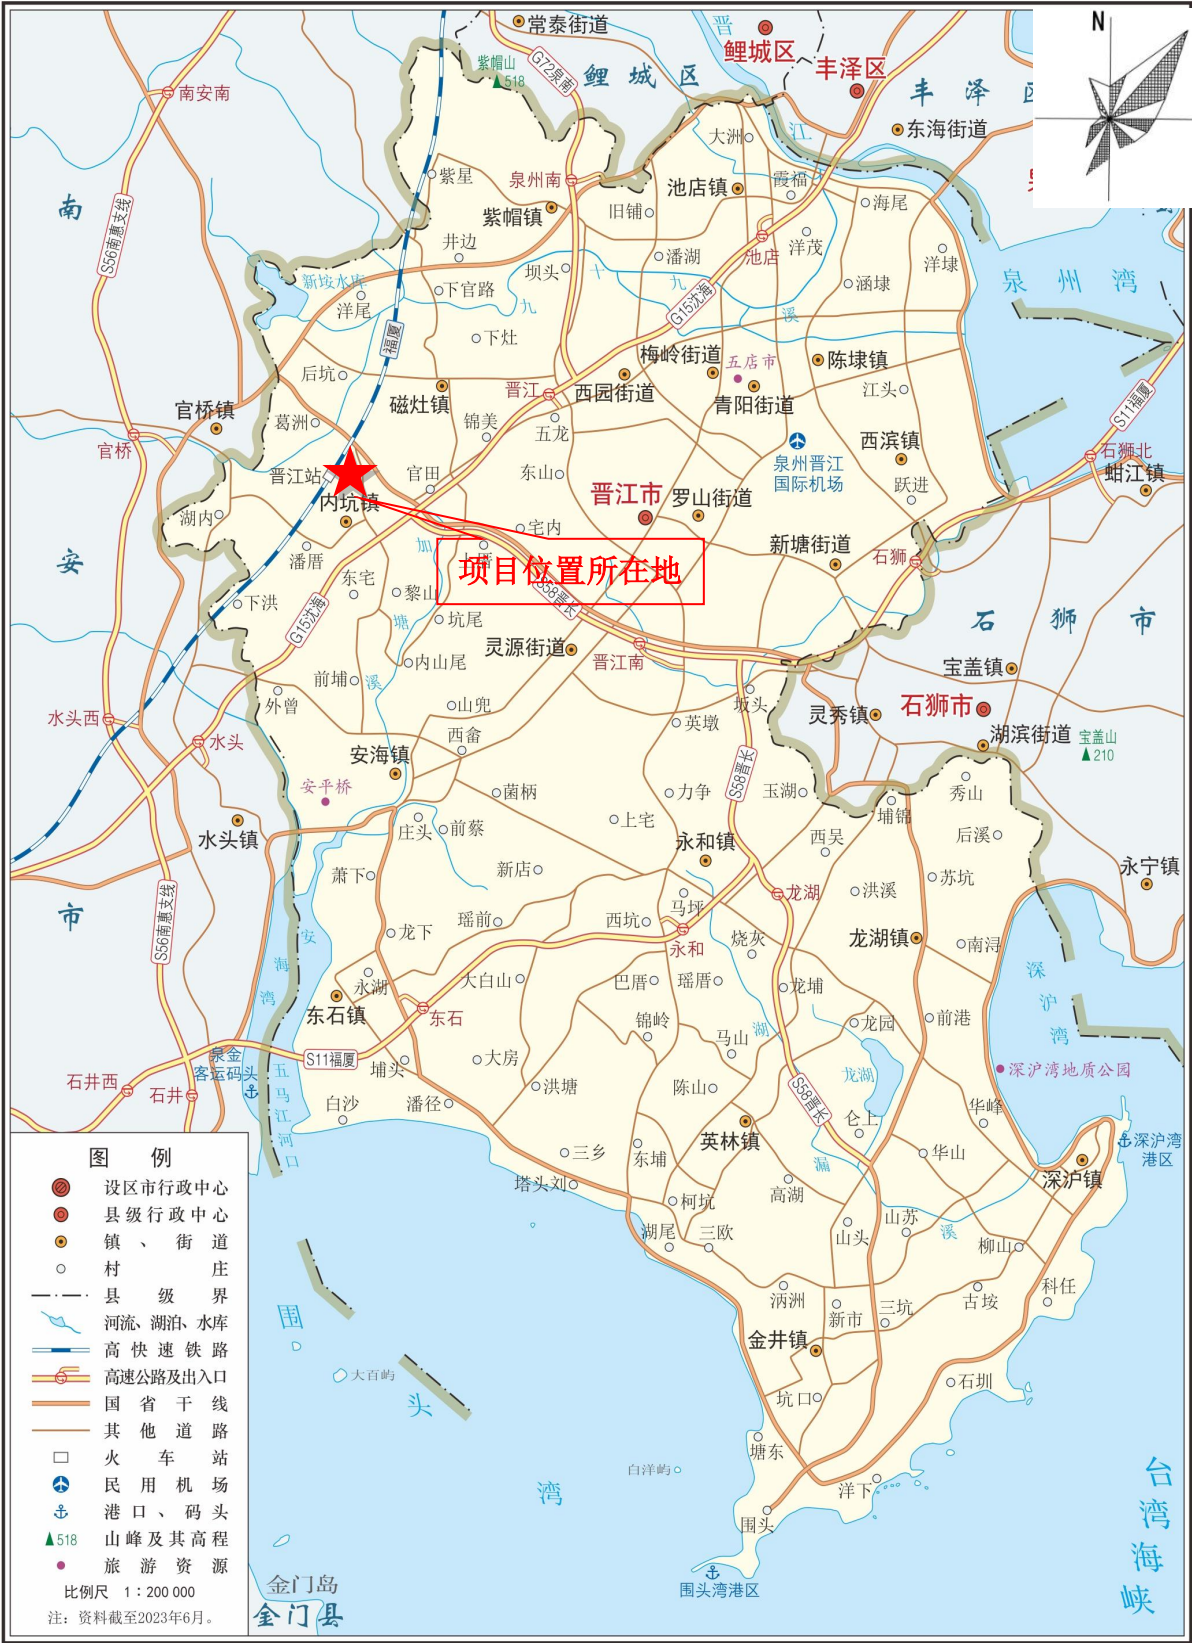 常泰街道
晋
鲤城区
丰泽区
N
紫帽山
518
G72泉南
鲤城区
丰泽区
南安南
大洲
江
东海街道
紫星
泉州南
池店镇
霞福
南
紫帽镇
旧铺
海尾
S56南惠支线
井边
洋茂
池店
洋埭
新垵水库
坝头
十
潘湖
九
泉州湾
洋尾
下官路
九
G15沈海
涵埭
溪
福厦
下灶
梅岭街道
五店市
陈埭镇
后坑
晋江
西园街道
青阳街道
江头
S11福厦
官桥镇
磁灶镇
葛洲
锦美
五龙
官桥
西滨镇
石狮北
晋江站
官田
东山
泉州晋江
国际机场
蚶江镇
内坑镇
晋江市
罗山街道
跃进
湖内
宅内
新塘街道
潘厝
加
石狮
安
东宅
项目位置所在地
下洪
黎山
S58晋长
G15沈海
塘
坑尾
石狮市
灵源街道
晋江南
内山尾
宝盖镇
前埔
溪
外曾
山兜
坂头
灵秀镇
石狮市
水头西
英墩
湖滨街道
宝盖山
210
水头
西畲
安海镇
S58晋长
安平桥
菌柄
力争
玉湖
秀山
水头镇
庄头
前蔡
上宅
埔锦
永和镇
西吴
后溪
萧下
新店
永宁镇
市
S56南惠支线
马坪
龙湖
洪溪
苏坑
瑶前
西坑
安
龙下
永和
烧灰
龙湖镇
南浔
海
永湖
大白山
巴厝
瑶厝
龙埔
深
湾
东石镇
东石
锦岭
沪
湖
龙园
前港
马山
湾
泉金
客运码头
S11福厦
埔头
大房
深沪湾地质公园
石井西
石井
五
马
江
河
口
洪塘
陈山
龙湖
白沙
潘径
S58晋长
华峰
英林镇
仑上
深沪湾
港区
三乡
东埔
漏
华山
深沪镇
塔头刘
高湖
柯坑
湖尾
三欧
山苏
山头
溪
柳山
科任
沥洲
古垵
围
新市
三坑
金井镇
大百屿
石圳
头
坑口
塘东
白洋屿
湾
洋下
台湾海峡
围头
围头湾港区
金门岛
金门县
图例
设区市行政中心
县级行政中心
镇、街道
村庄
县级界
河流、湖泊、水库
高快速铁路
高速公路及出入口
国省干线
其他道路
火车站
民用机场
港口、码头
518 山峰及其高程
旅游资源
比例尺 1:200 000
注：资料截至2023年6月。